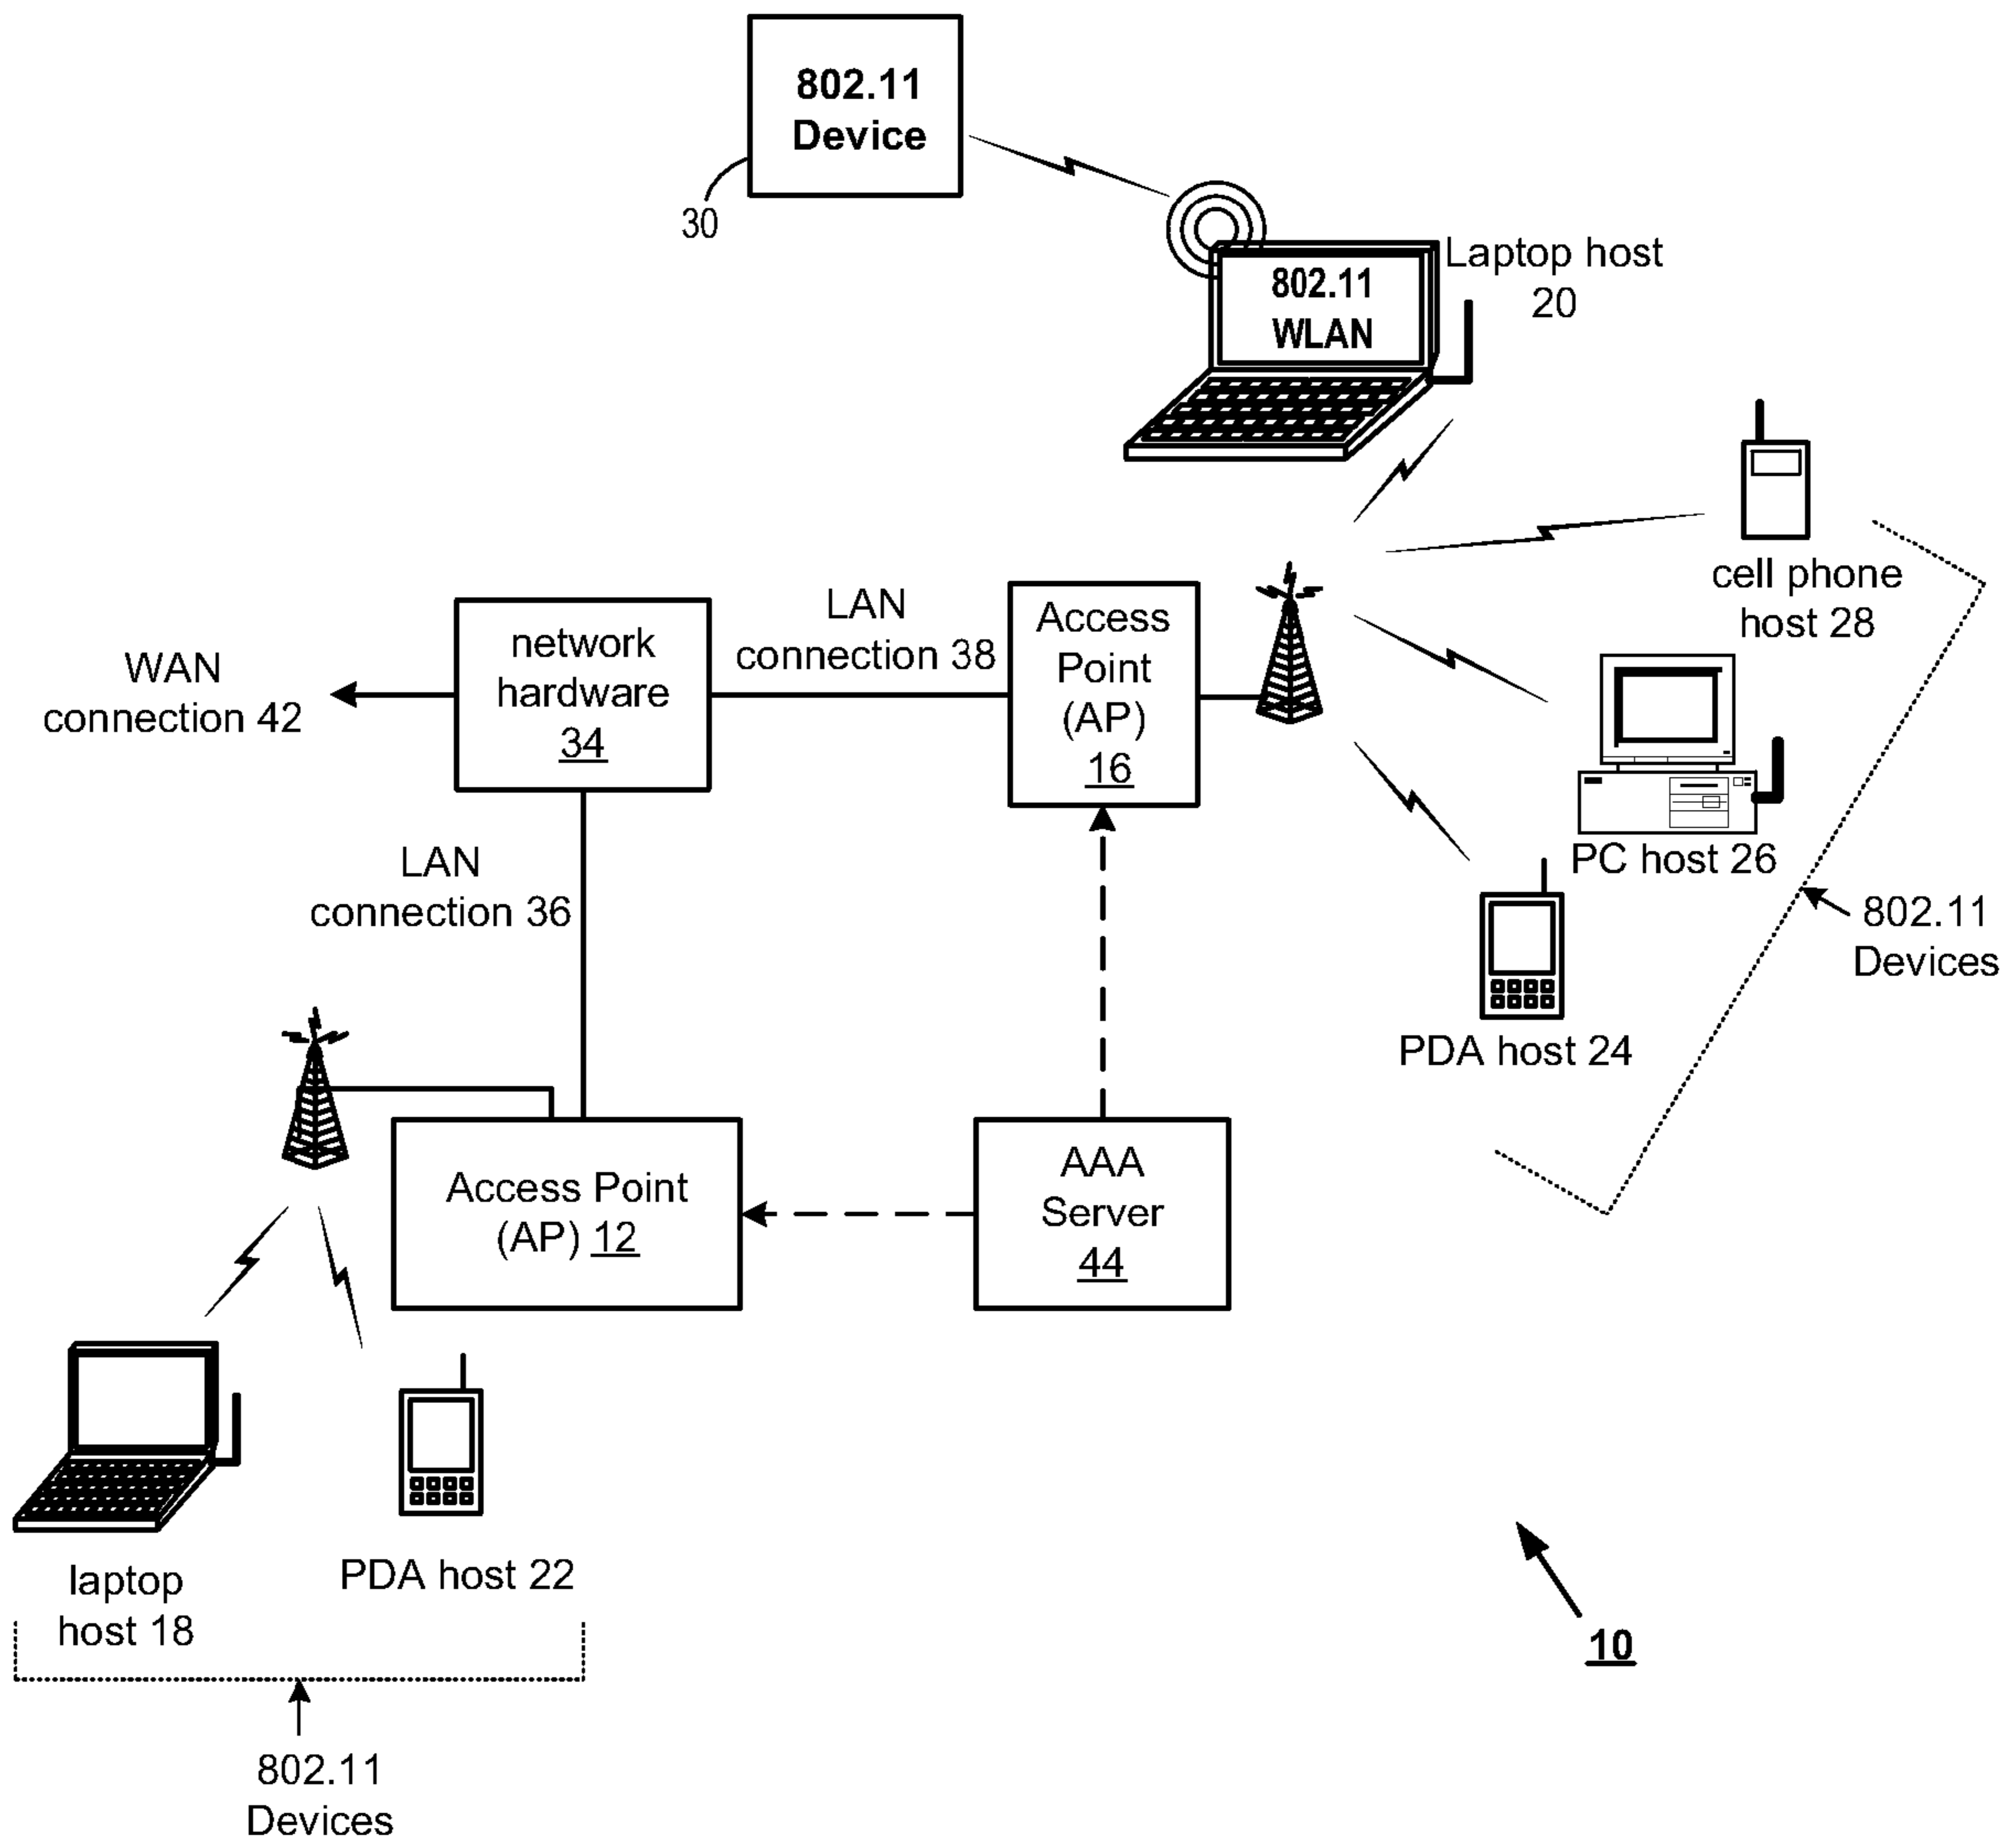 802.11
Device
30
Laptop host
20
802.11
WLAN
cell phone
host 28
LAN
connection 38
Access
Point
(AP)
16
network
hardware
34
WAN
connection 42
PC host 26
LAN
connection 36
802.11
Devices
PDA host 24
Access Point
(AP) 12
AAA
Server
44
laptop
host 18
PDA host 22
10
802.11
Devices